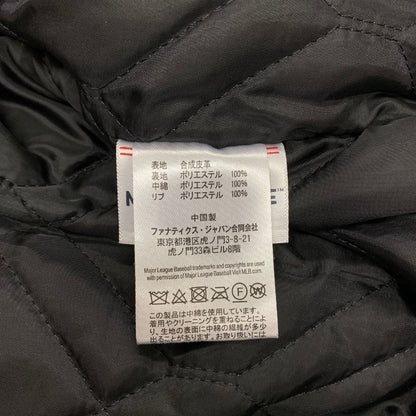 表地 合成皮革
裏地 ポリエステル 100%
中綿 ポリエステル 100%
リブ ポリエステル 100%
中国製
ファナティクス・ジャパン合同会社
東京都港区虎ノ門3-8-21
虎ノ門33森ビル8階
Major League Baseball trademarks and copyrights are used with
permission of Major League Baseball Visit MLB.com.
この製品は中綿を使用しています。
着用やクリーニングを重ねることに
より、生地の表面に中綿の繊維が多少
出ることがあります。お取り扱いには